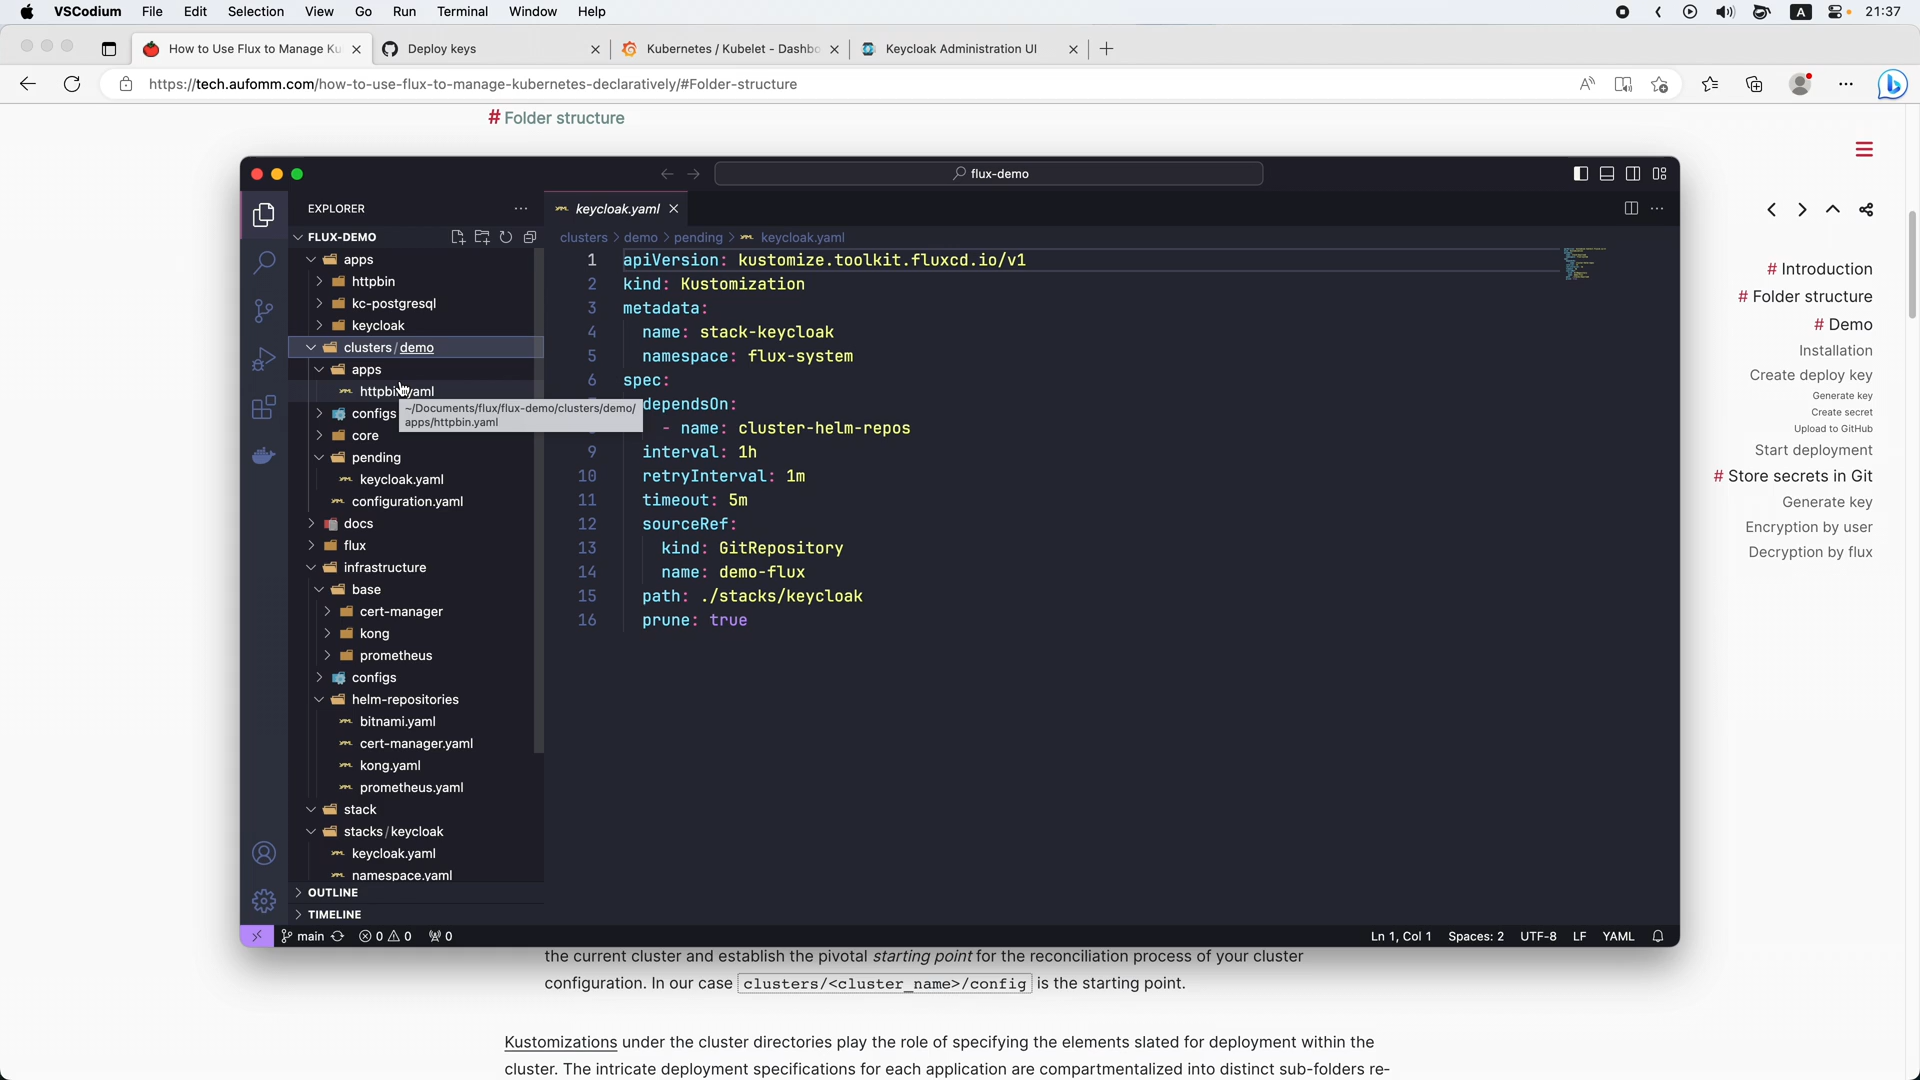 VSCodium File Edit Selection View Go Run Terminal Window Help A 21:37
How to Use Flux to Manage Ku Deploy keys Kubernetes / Kubelet - Dashbo Keycloak Administration UI
https://tech.aufomm.com/how-to-use-flux-to-manage-kubernetes-declaratively/#Folder-structure
# Folder structure
flux-demo
EXPLORER
keycloak.yaml
FLUX-DEMO
clusters > demo > pending > keycloak.yaml
apps
httpbin
kc-postgresql
keycloak
clusters / demo
apps
httpbin.yaml
~/Documents/flux/flux-demo/clusters/demo/
apps/httpbin.yaml
configs
core
pending
keycloak.yaml
configuration.yaml
docs
flux
infrastructure
base
cert-manager
kong
prometheus
configs
helm-repositories
bitnami.yaml
cert-manager.yaml
kong.yaml
prometheus.yaml
stack
stacks / keycloak
keycloak.yaml
namespace.yaml
OUTLINE
TIMELINE
1 apiVersion: kustomize.toolkit.fluxcd.io/v1
2 kind: Kustomization
3 metadata:
4 name: stack-keycloak
5 namespace: flux-system
6 spec:
dependsOn:
- name: cluster-helm-repos
9 interval: 1h
10 retryInterval: 1m
11 timeout: 5m
12 sourceRef:
13 kind: GitRepository
14 name: demo-flux
15 path: ./stacks/keycloak
16 prune: true
main 0 0 0 Ln 1, Col 1 Spaces: 2 UTF-8 LF YAML
# Introduction
# Folder structure
# Demo
Installation
Create deploy key
Generate key
Create secret
Upload to GitHub
Start deployment
# Store secrets in Git
Generate key
Encryption by user
Decryption by flux
the current cluster and establish the pivotal starting point for the reconciliation process of your cluster
configuration. In our case clusters/<cluster_name>/config is the starting point.
Kustomizations under the cluster directories play the role of specifying the elements slated for deployment within the
cluster. The intricate deployment specifications for each application are compartmentalized into distinct sub-folders re-